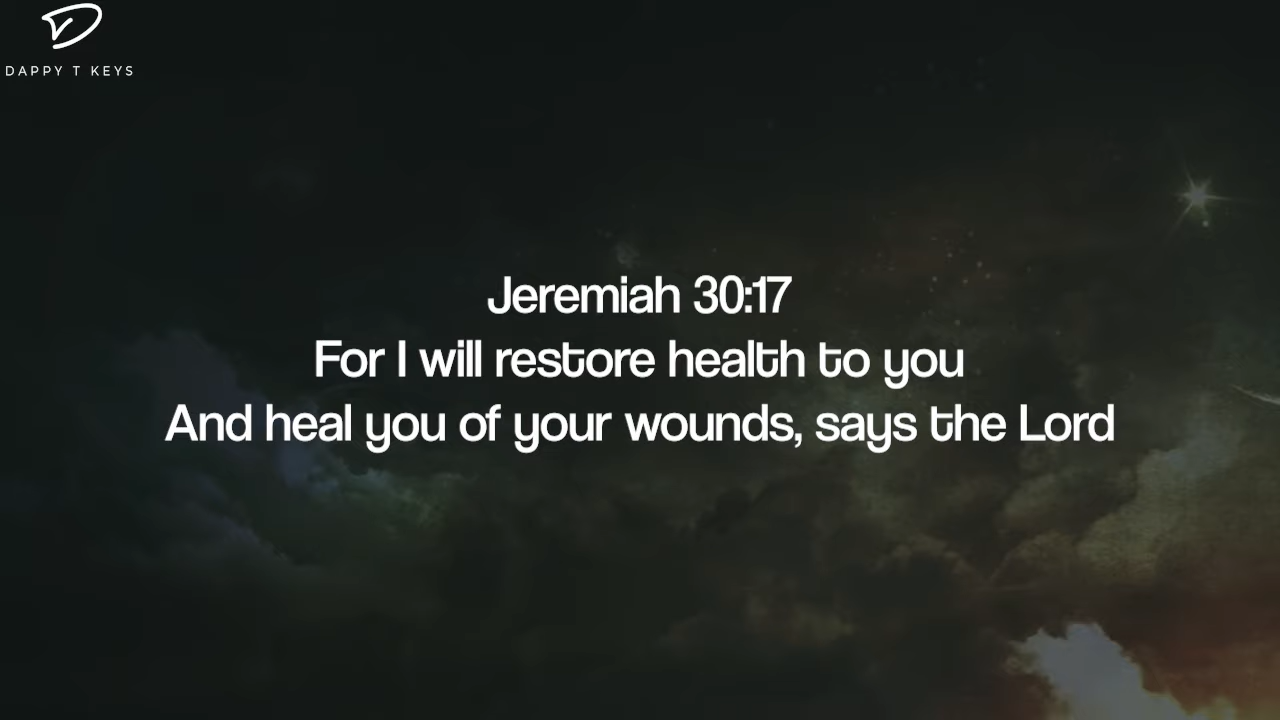 DAPPY T KEYS
Jeremiah 30:17
For I will restore health to you
And heal you of your wounds, says the Lord